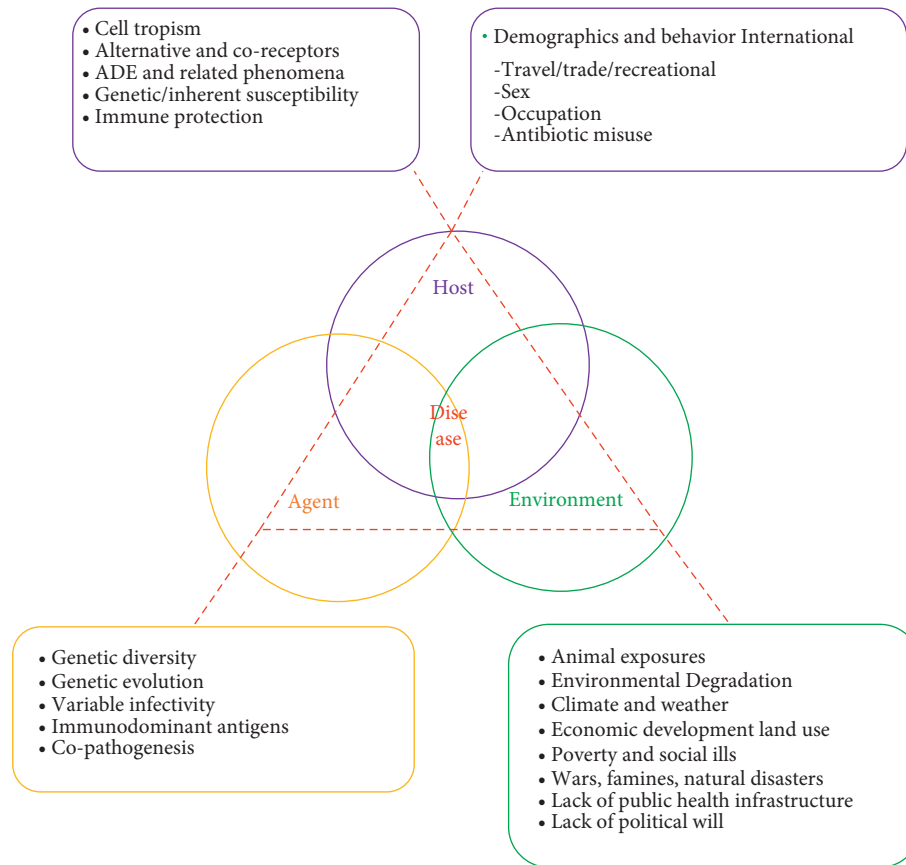 • Cell tropism
• Alternative and co-receptors
• ADE and related phenomena
• Genetic/inherent susceptibility
• Immune protection
• Demographics and behavior International
-Travel/trade/recreational
-Sex
-Occupation
-Antibiotic misuse
Host
Dise
ase
Agent
Environment
• Genetic diversity
• Genetic evolution
• Variable infectivity
• Immunodominant antigens
• Co-pathogenesis
• Animal exposures
• Environmental Degradation
• Climate and weather
• Economic development land use
• Poverty and social ills
• Wars, famines, natural disasters
• Lack of public health infrastructure
• Lack of political will